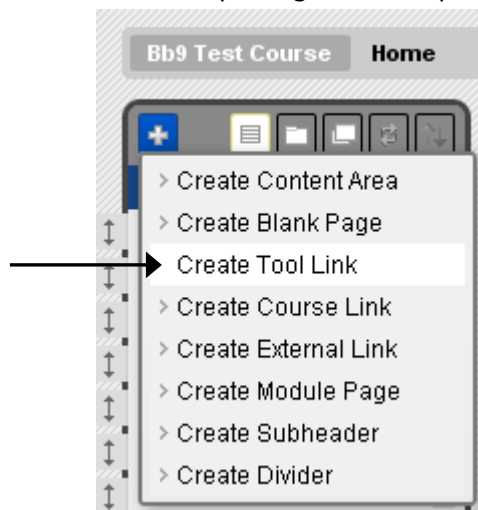 Bb9 Test Course Home
> Create Content Area
> Create Blank Page
Create Tool Link
> Create Course Link
> Create External Link
> Create Module Page
> Create Subheader
> Create Divider